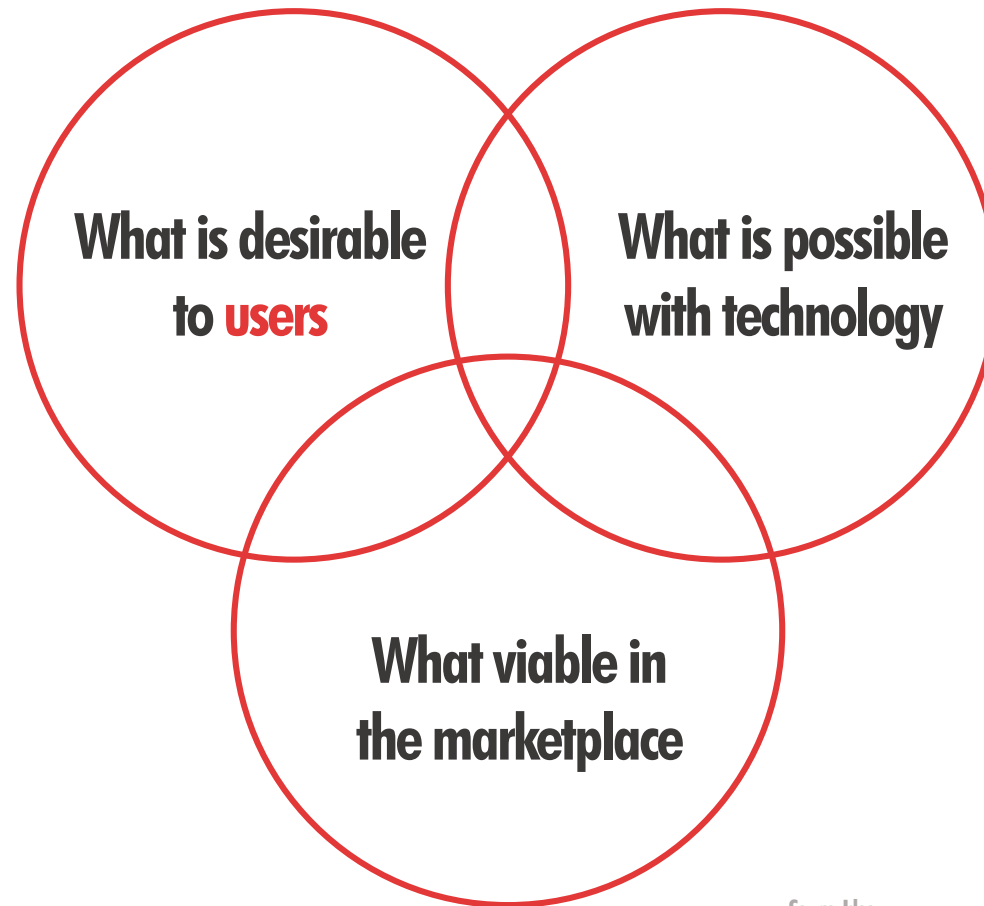 What is desirable
to users
What is possible
with technology
What viable in
the marketplace